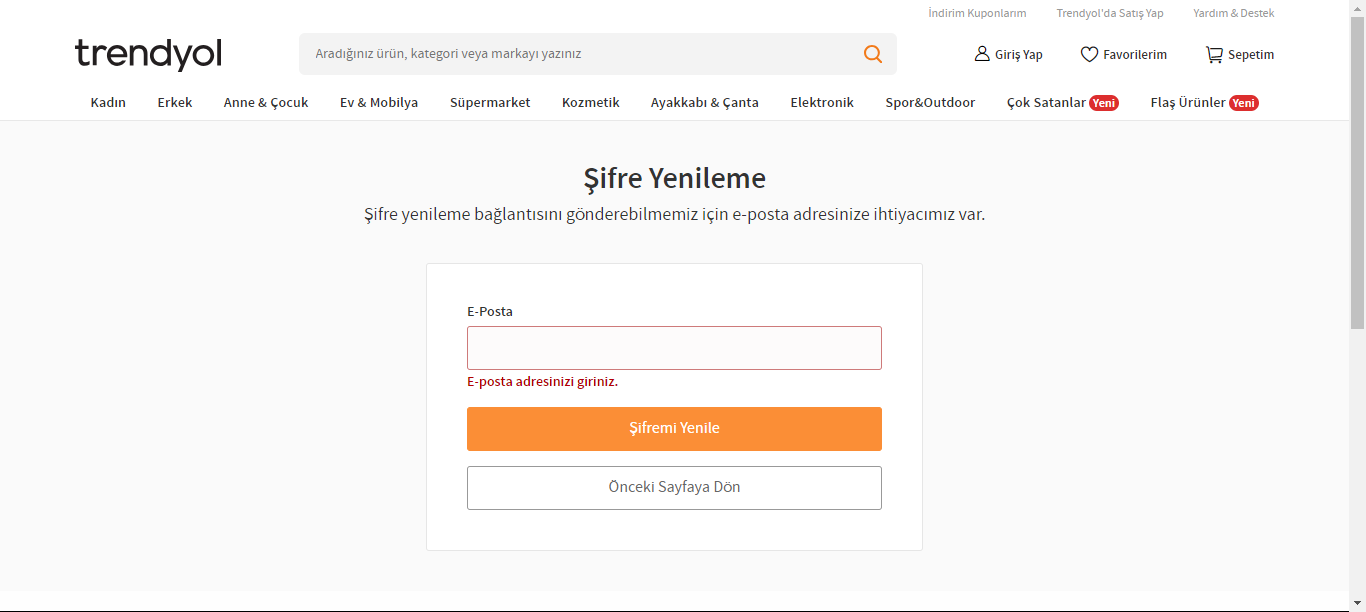 İndirim Kuponlarım Trendyol'da Satış Yap Yardım & Destek
trendyol Aradığınız ürün, kategori veya markayı yazınız Giriş Yap Favorilerim Sepetim
Kadın Erkek Anne & Çocuk Ev & Mobilya Süpermarket Kozmetik Ayakkabı & Çanta Elektronik Spor&Outdoor Çok Satanlar Yeni Flaş Ürünler Yeni
Şifre Yenileme
Şifre yenileme bağlantısını gönderebilmemiz için e-posta adresinize ihtiyacımız var.
E-Posta
E-posta adresinizi giriniz.
Şifremi Yenile
Önceki Sayfaya Dön